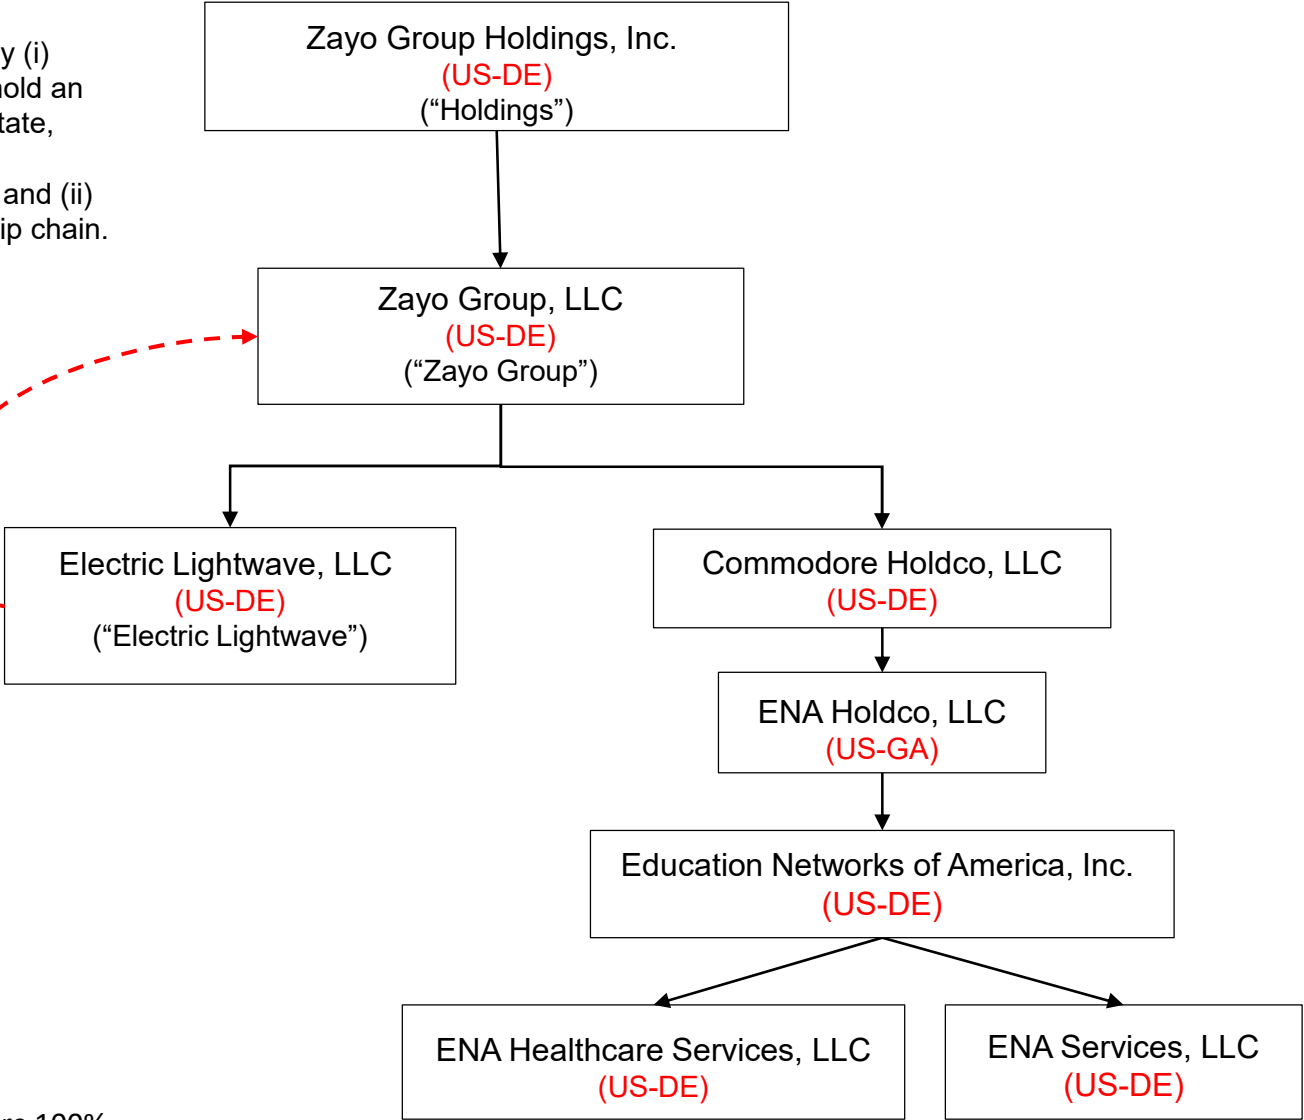 Zayo Group Holdings, Inc.
(US-DE)
(“Holdings”)
y (i)
hold an
tate,
and (ii)
ip chain.
Zayo Group, LLC
(US-DE)
(“Zayo Group”)
Electric Lightwave, LLC
(US-DE)
(“Electric Lightwave”)
Commodore Holdco, LLC
(US-DE)
ENA Holdco, LLC
(US-GA)
Education Networks of America, Inc.
(US-DE)
ENA Healthcare Services, LLC
(US-DE)
ENA Services, LLC
(US-DE)
100%